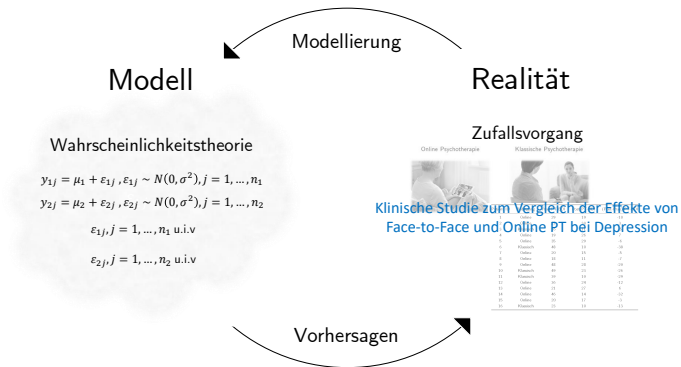 Modellierung
Modell
Realität
Wahrscheinlichkeitstheorie
y₁ⱼ = μ₁ + ε₁ⱼ , ε₁ⱼ ~ N(0, σ²), j = 1, … , n₁
y₂ⱼ = μ₂ + ε₂ⱼ , ε₂ⱼ ~ N(0, σ²), j = 1, … , n₂
ε₁ⱼ, j = 1, … , n₁ u.i.v
ε₂ⱼ, j = 1, … , n₂ u.i.v
Zufallsvorgang
Online Psychotherapie
Klassische Psychotherapie
Klinische Studie zum Vergleich der Effekte von
Face-to-Face und Online PT bei Depression
Vorhersagen